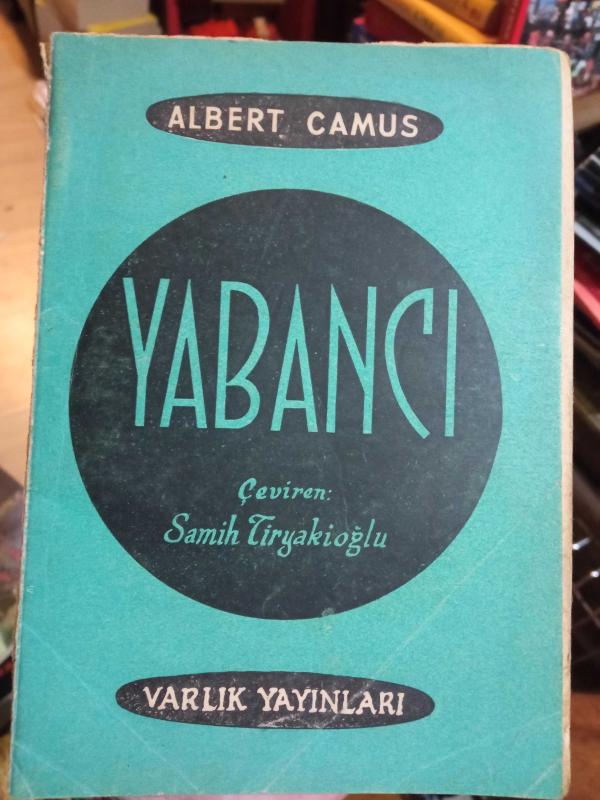 ALBERT CAMUS
YABANCI
Çeviren:
Samih Tiryakioğlu
VARLIK YAYINLARI